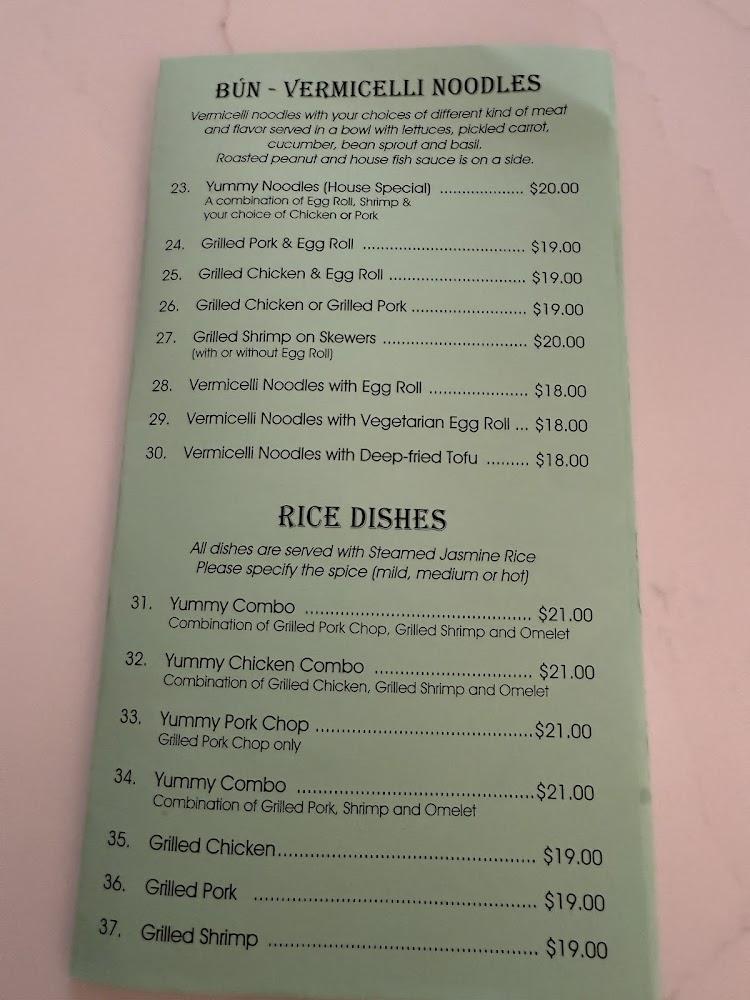 BÚN - VERMICELLI NOODLES
Vermicelli noodles with your choices of different kind of meat
and flavor served in a bowl with lettuces, pickled carrot,
cucumber, bean sprout and basil.
Roasted peanut and house fish sauce is on a side.
23. Yummy Noodles (House Special) ................... $20.00
A combination of Egg Roll, Shrimp &
your choice of Chicken or Pork
24. Grilled Pork & Egg Roll ..................................... $19.00
25. Grilled Chicken & Egg Roll ............................... $19.00
26. Grilled Chicken or Grilled Pork .......................... $19.00
27. Grilled Shrimp on Skewers ................................ $20.00
(with or without Egg Roll)
28. Vermicelli Noodles with Egg Roll ...................... $18.00
29. Vermicelli Noodles with Vegetarian Egg Roll ... $18.00
30. Vermicelli Noodles with Deep-fried Tofu ......... $18.00
RICE DISHES
All dishes are served with Steamed Jasmine Rice
Please specify the spice (mild, medium or hot)
31. Yummy Combo ................................................ $21.00
Combination of Grilled Pork Chop, Grilled Shrimp and Omelet
32. Yummy Chicken Combo ................................. $21.00
Combination of Grilled Chicken, Grilled Shrimp and Omelet
33. Yummy Pork Chop .............................................$21.00
Grilled Pork Chop only
34. Yummy Combo .................................................$21.00
Combination of Grilled Pork, Shrimp and Omelet
35. Grilled Chicken.................................................... $19.00
36. Grilled Pork ......................................................... $19.00
37. Grilled Shrimp ..................................................... $19.00